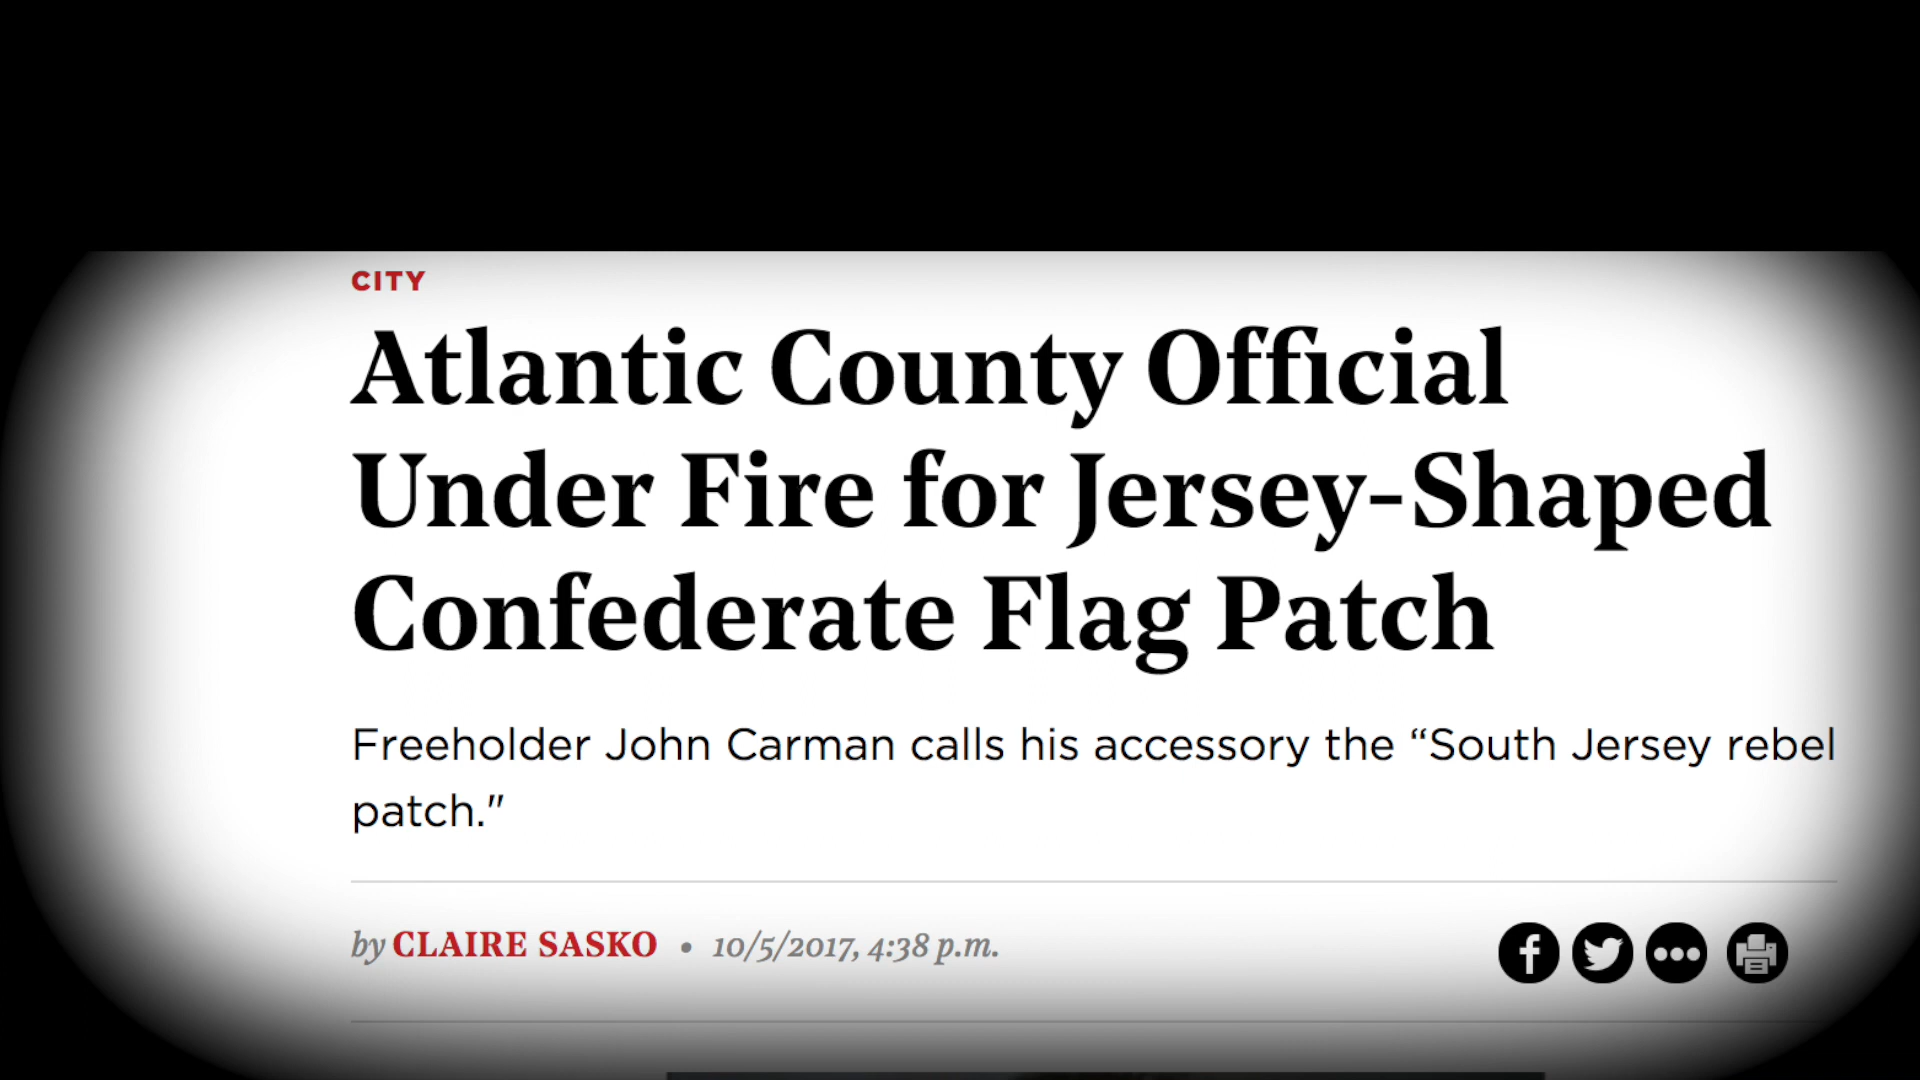 CITY
Atlantic County Official
Under Fire for Jersey-Shaped
Confederate Flag Patch
Freeholder John Carman calls his accessory the “South Jersey rebel
patch."
by CLAIRE SASKO • 10/5/2017, 4:38 p.m.